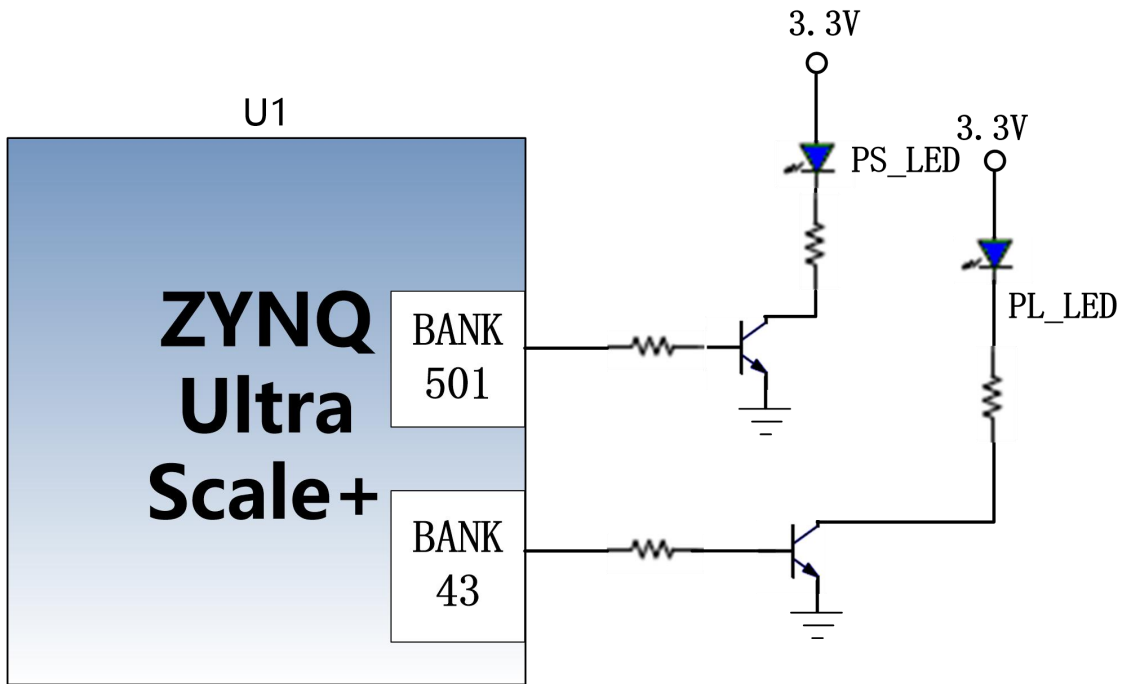 3.3V
U1
3.3V
PS_LED
ZYNQ
Ultra
Scale+
BANK
501
PL_LED
BANK
43